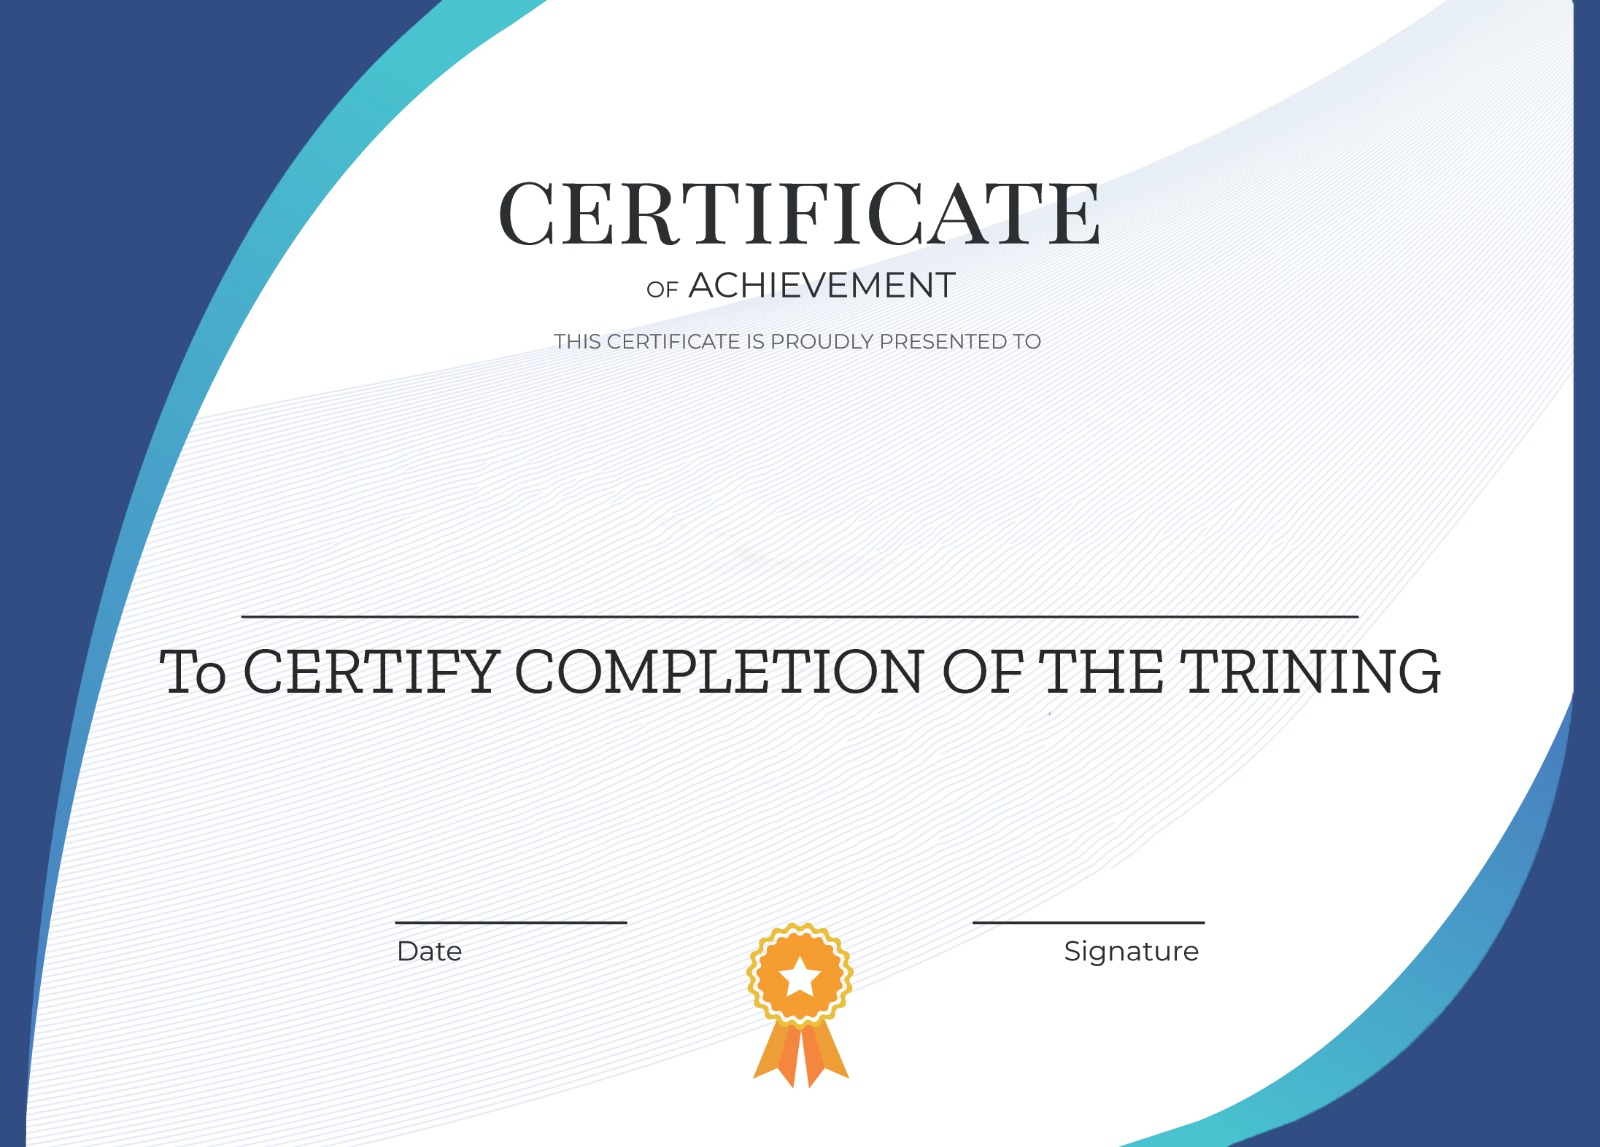 CERTIFICATE
OF ACHIEVEMENT
THIS CERTIFICATE IS PROUDLY PRESENTED TO
To CERTIFY COMPLETION OF THE TRINING
Date
Signature